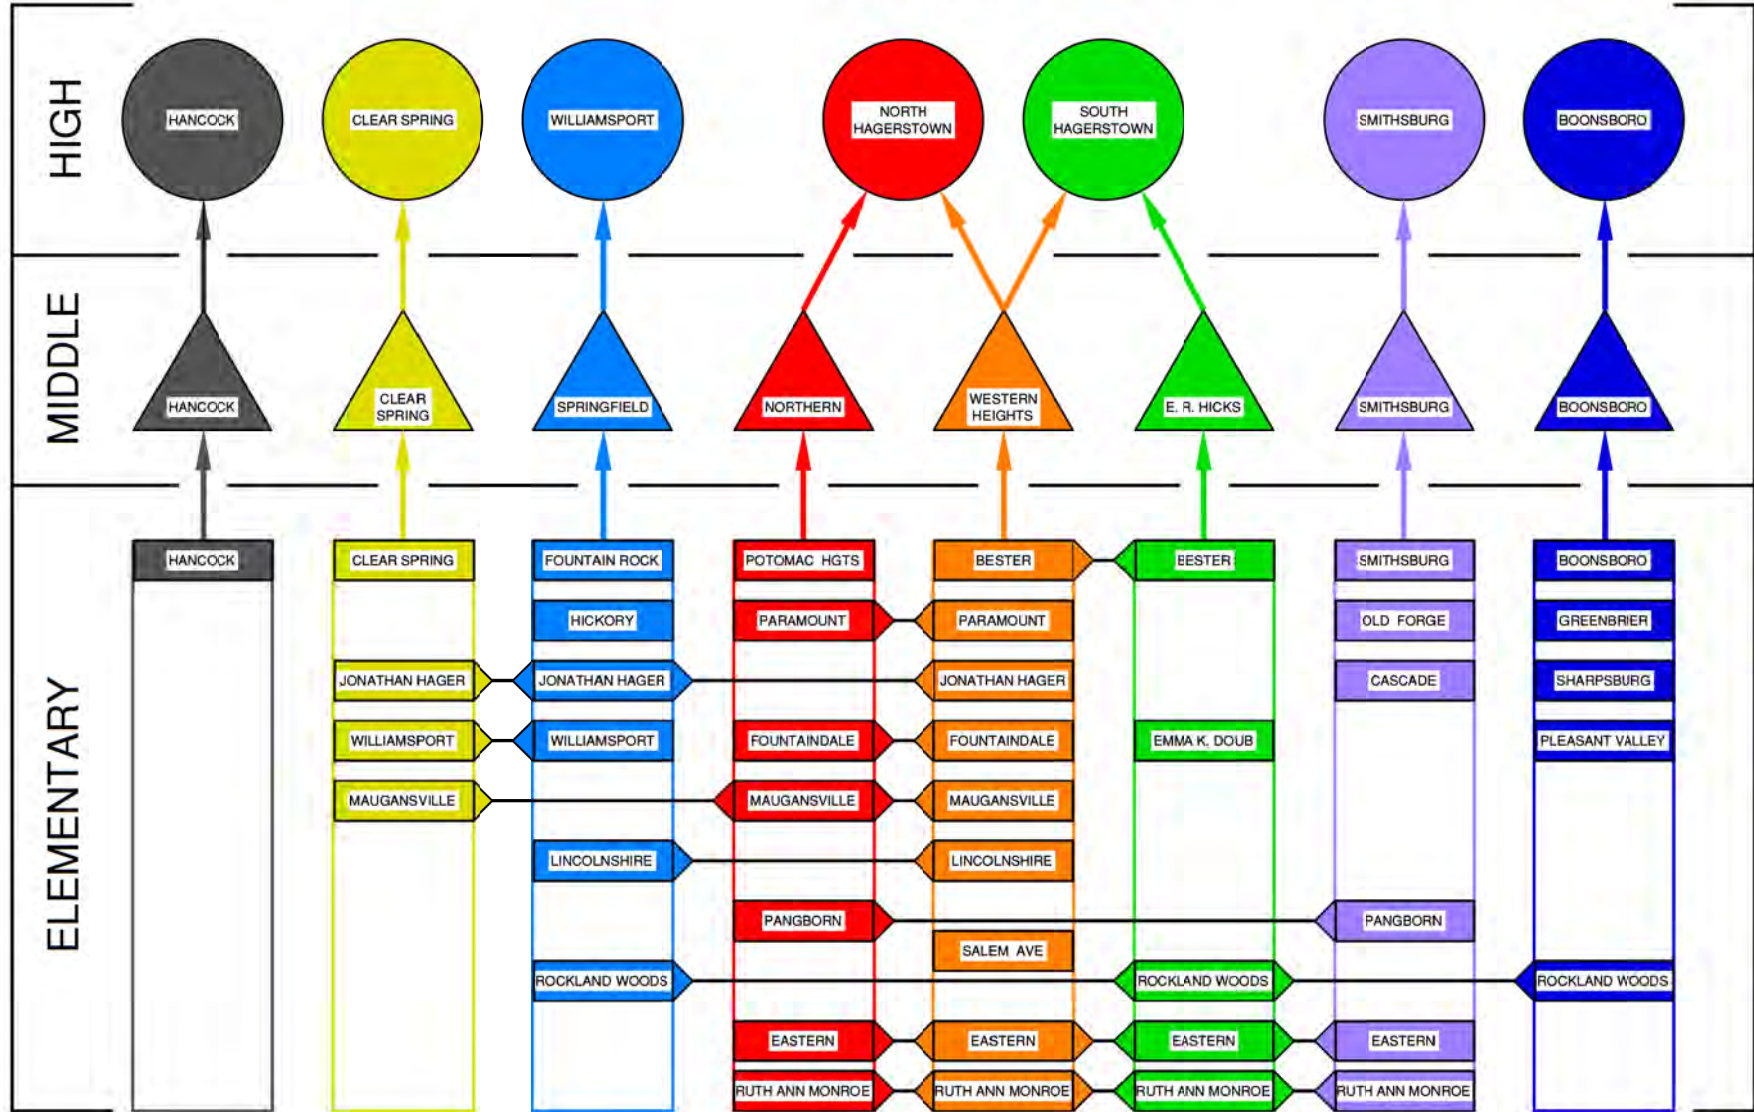 HIGH
HANCOCK
CLEAR SPRING
WILLIAMSPORT
NORTH
HAGERSTOWN
SOUTH
HAGERSTOWN
SMITHSBURG
BOONSBORO
MIDDLE
HANCOCK
CLEAR
SPRING
SPRINGFIELD
NORTHERN
WESTERN
HEIGHTS
E. R. HICKS
SMITHSBURG
BOONSBORO
ELEMENTARY
HANCOCK
CLEAR SPRING
FOUNTAIN ROCK
POTOMAC HGTS
BESTER
BESTER
SMITHSBURG
BOONSBORO
HICKORY
PARAMOUNT
PARAMOUNT
OLD FORGE
GREENBRIER
JONATHAN HAGER
JONATHAN HAGER
JONATHAN HAGER
CASCADE
SHARPSBURG
WILLIAMSPORT
WILLIAMSPORT
FOUNTAINDALE
FOUNTAINDALE
EMMA K. DOUB
PLEASANT VALLEY
MAUGANSVILLE
MAUGANSVILLE
MAUGANSVILLE
LINCOLNSHIRE
LINCOLNSHIRE
PANGBORN
PANGBORN
SALEM AVE
ROCKLAND WOODS
ROCKLAND WOODS
ROCKLAND WOODS
EASTERN
EASTERN
EASTERN
EASTERN
RUTH ANN MONROE
RUTH ANN MONROE
RUTH ANN MONROE
RUTH ANN MONROE